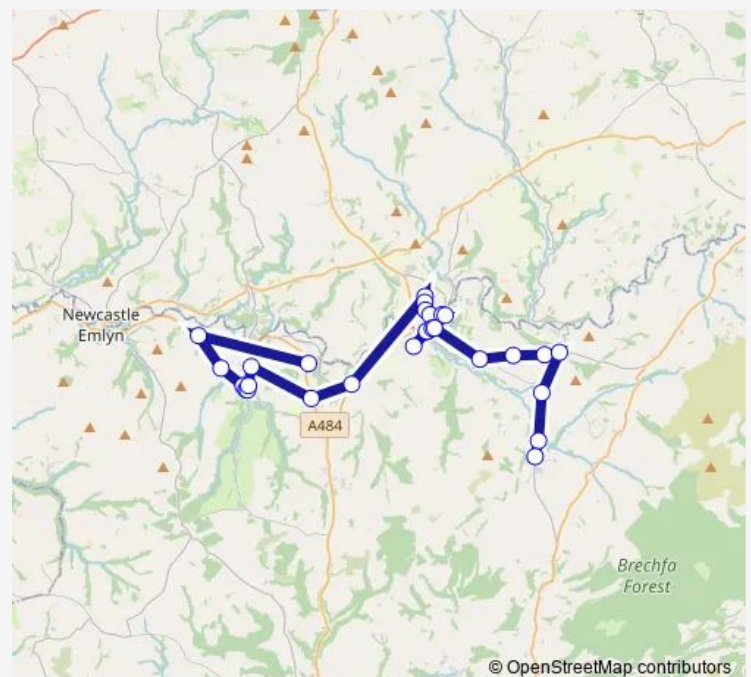 Newcastle
Emlyn
A484
Brechfa
Forest
© OpenStreetMap contributors